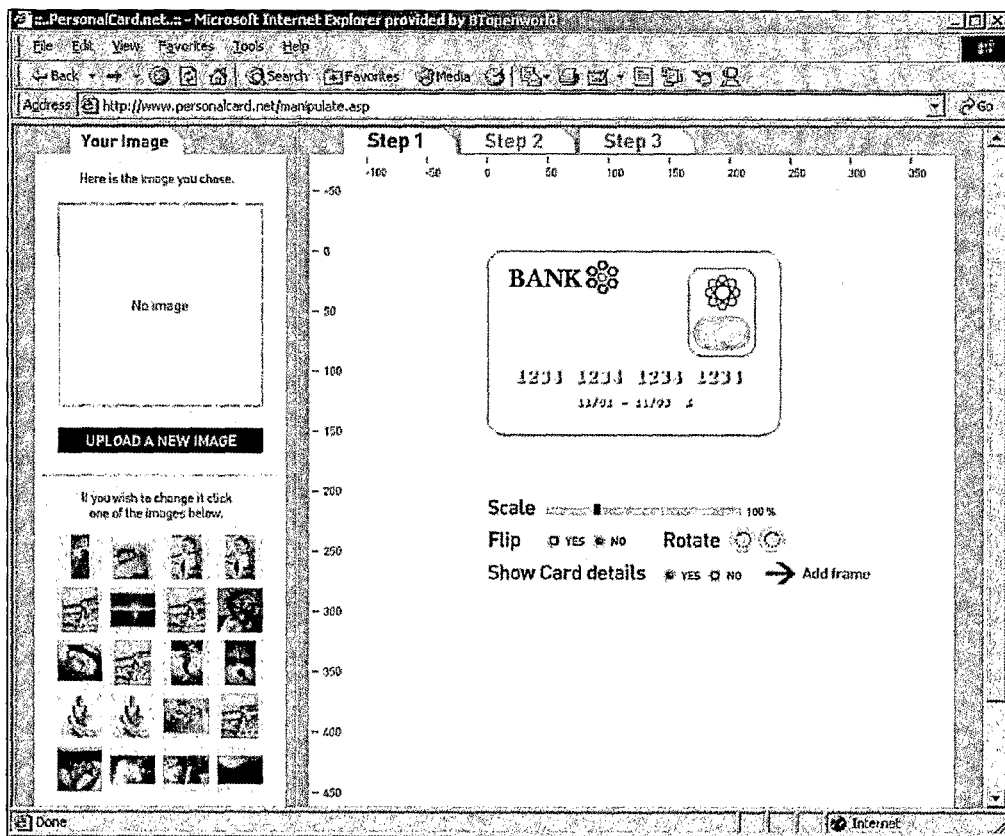 ::..PersonalCard.net..:: - Microsoft Internet Explorer provided by BTopenworld
File Edit View Favorites Tools Help
Back Search Favorites Media
Address http://www.personalcard.net/manipulate.asp Go
Your Image Step 1 Step 2 Step 3
Here is the image you chose.
-100 -50 0 50 100 150 200 250 300 350
-50
0
BANK
No image
50
100
1234 1234 1234 1234
150
UPLOAD A NEW IMAGE
If you wish to change it click
one of the images below.
200
Scale 100 %
Flip YES NO Rotate
250
Show Card details YES NO Add frame
300
350
400
450
Done Internet